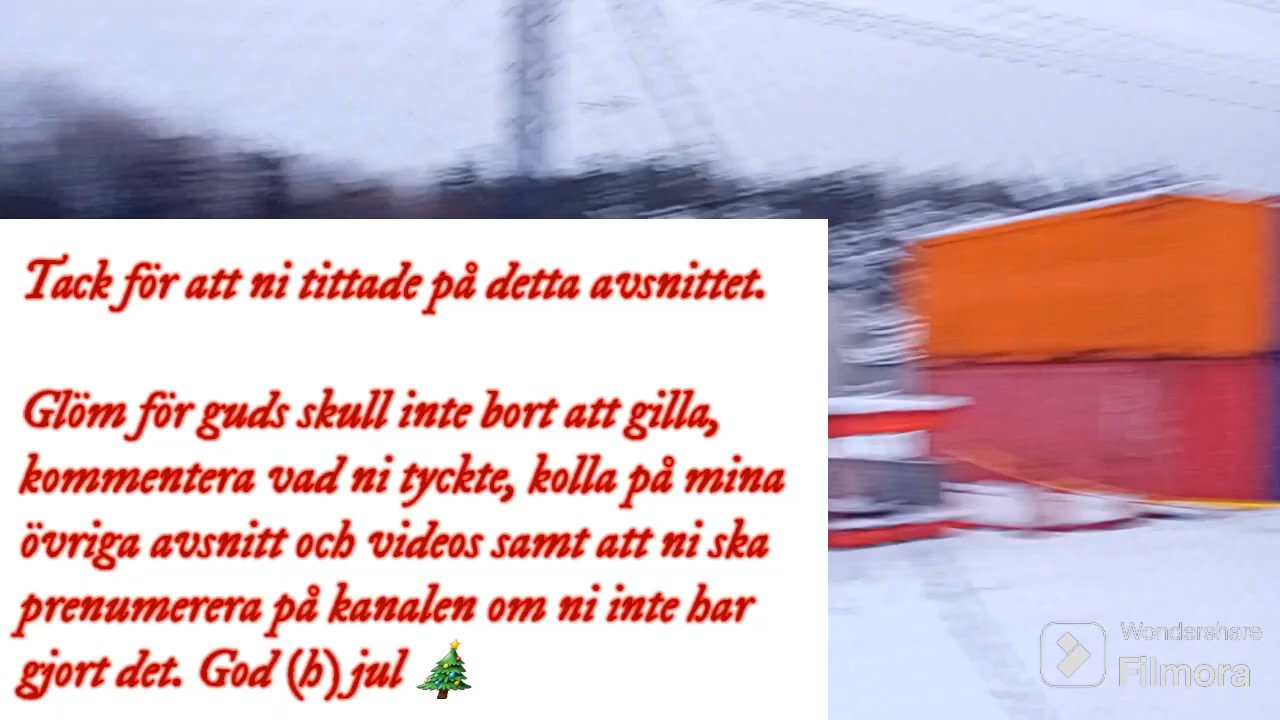 Tack för att ni tittade på detta avsnittet.
Glöm för guds skull inte bort att gilla,
kommentera vad ni tyckte, kolla på mina
övriga avsnitt och videos samt att ni ska
prenumerera på kanalen om ni inte har
gjort det. God (h) jul 🎄
Wondershare
Filmora